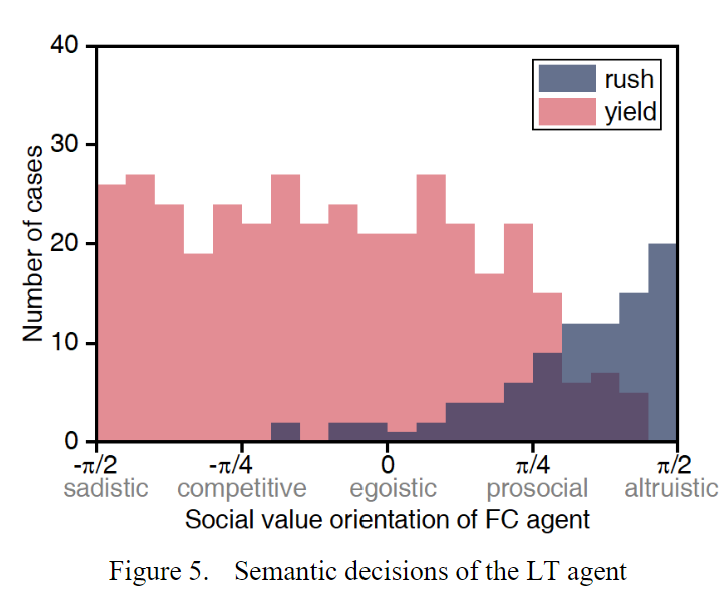 40
30
20
10
0
Number of cases
rush
yield
-π/2 -π/4 0 π/4 π/2
sadistic competitive egoistic prosocial altruistic
Social value orientation of FC agent
Figure 5. Semantic decisions of the LT agent